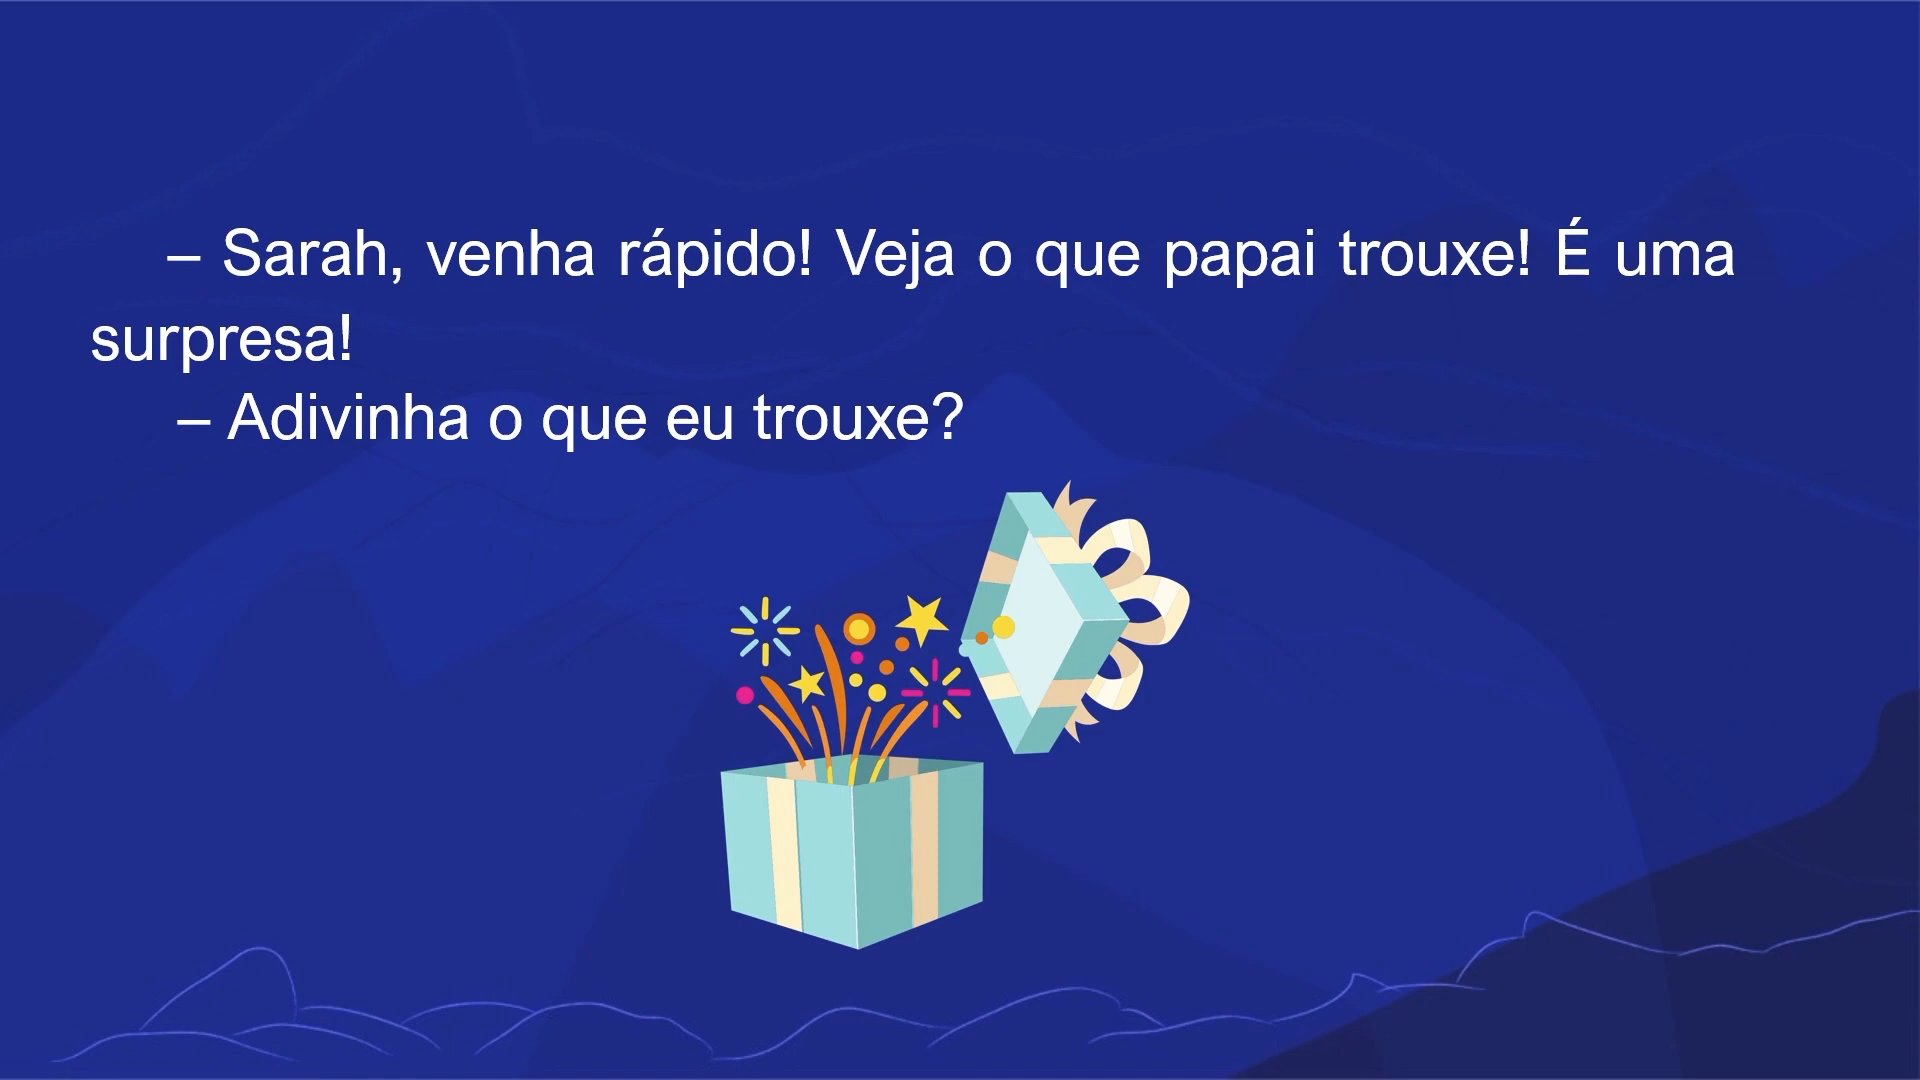 – Sarah, venha rápido! Veja o que papai trouxe! É uma
surpresa!
– Adivinha o que eu trouxe?